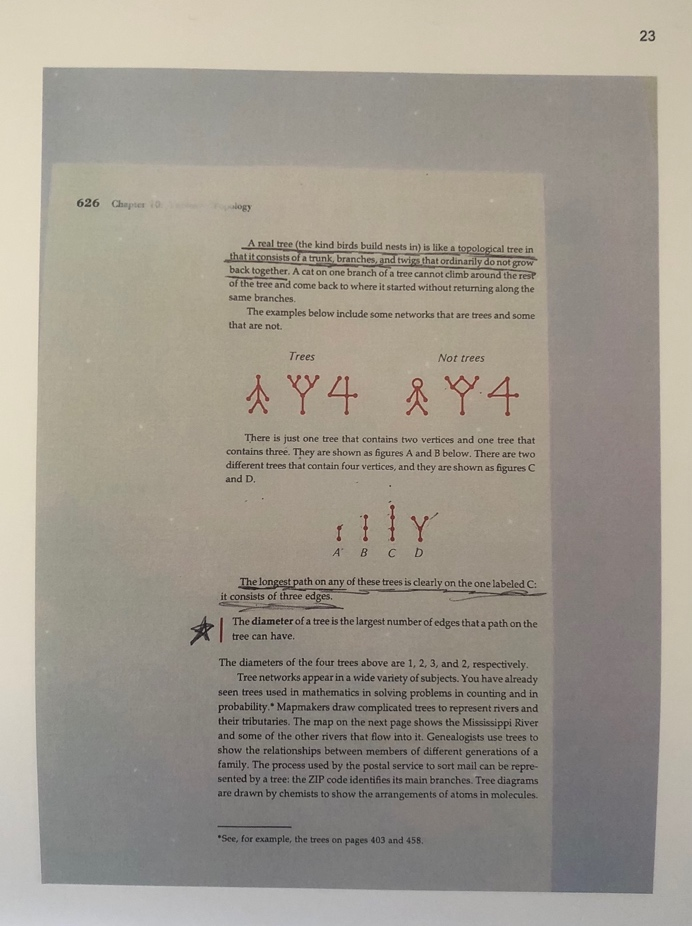 23
626 Chapter 10
A real tree (the kind birds build nests in) is like a topological tree in
that it consists of a trunk, branches, and twigs that ordinarily do not grow
back together. A cat on one branch of a tree cannot climb around the rest
of the tree and come back to where it started without returning along the
same branches.
The examples below include some networks that are trees and some
that are not.
Trees Not trees
There is just one tree that contains two vertices and one tree that
contains three. They are shown as figures A and B below. There are two
different trees that contain four vertices, and they are shown as figures C
and D.
A B C D
The longest path on any of these trees is clearly on the one labeled C:
it consists of three edges.
The diameter of a tree is the largest number of edges that a path on the
tree can have.
The diameters of the four trees above are 1, 2, 3, and 2, respectively.
Tree networks appear in a wide variety of subjects. You have already
seen trees used in mathematics in solving problems in counting and in
probability.* Mapmakers draw complicated trees to represent rivers and
their tributaries. The map on the next page shows the Mississippi River
and some of the other rivers that flow into it. Genealogists use trees to
show the relationships between members of different generations of a
family. The process used by the postal service to sort mail can be repre-
sented by a tree: the ZIP code identifies its main branches. Tree diagrams
are drawn by chemists to show the arrangements of atoms in molecules.
*See, for example, the trees on pages 403 and 458.